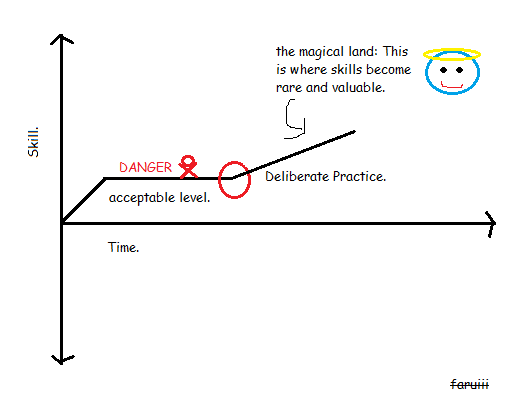 the magical land: This
is where skills become
rare and valuable.
Skill.
DANGER
Deliberate Practice.
acceptable level.
Time.
faruiii